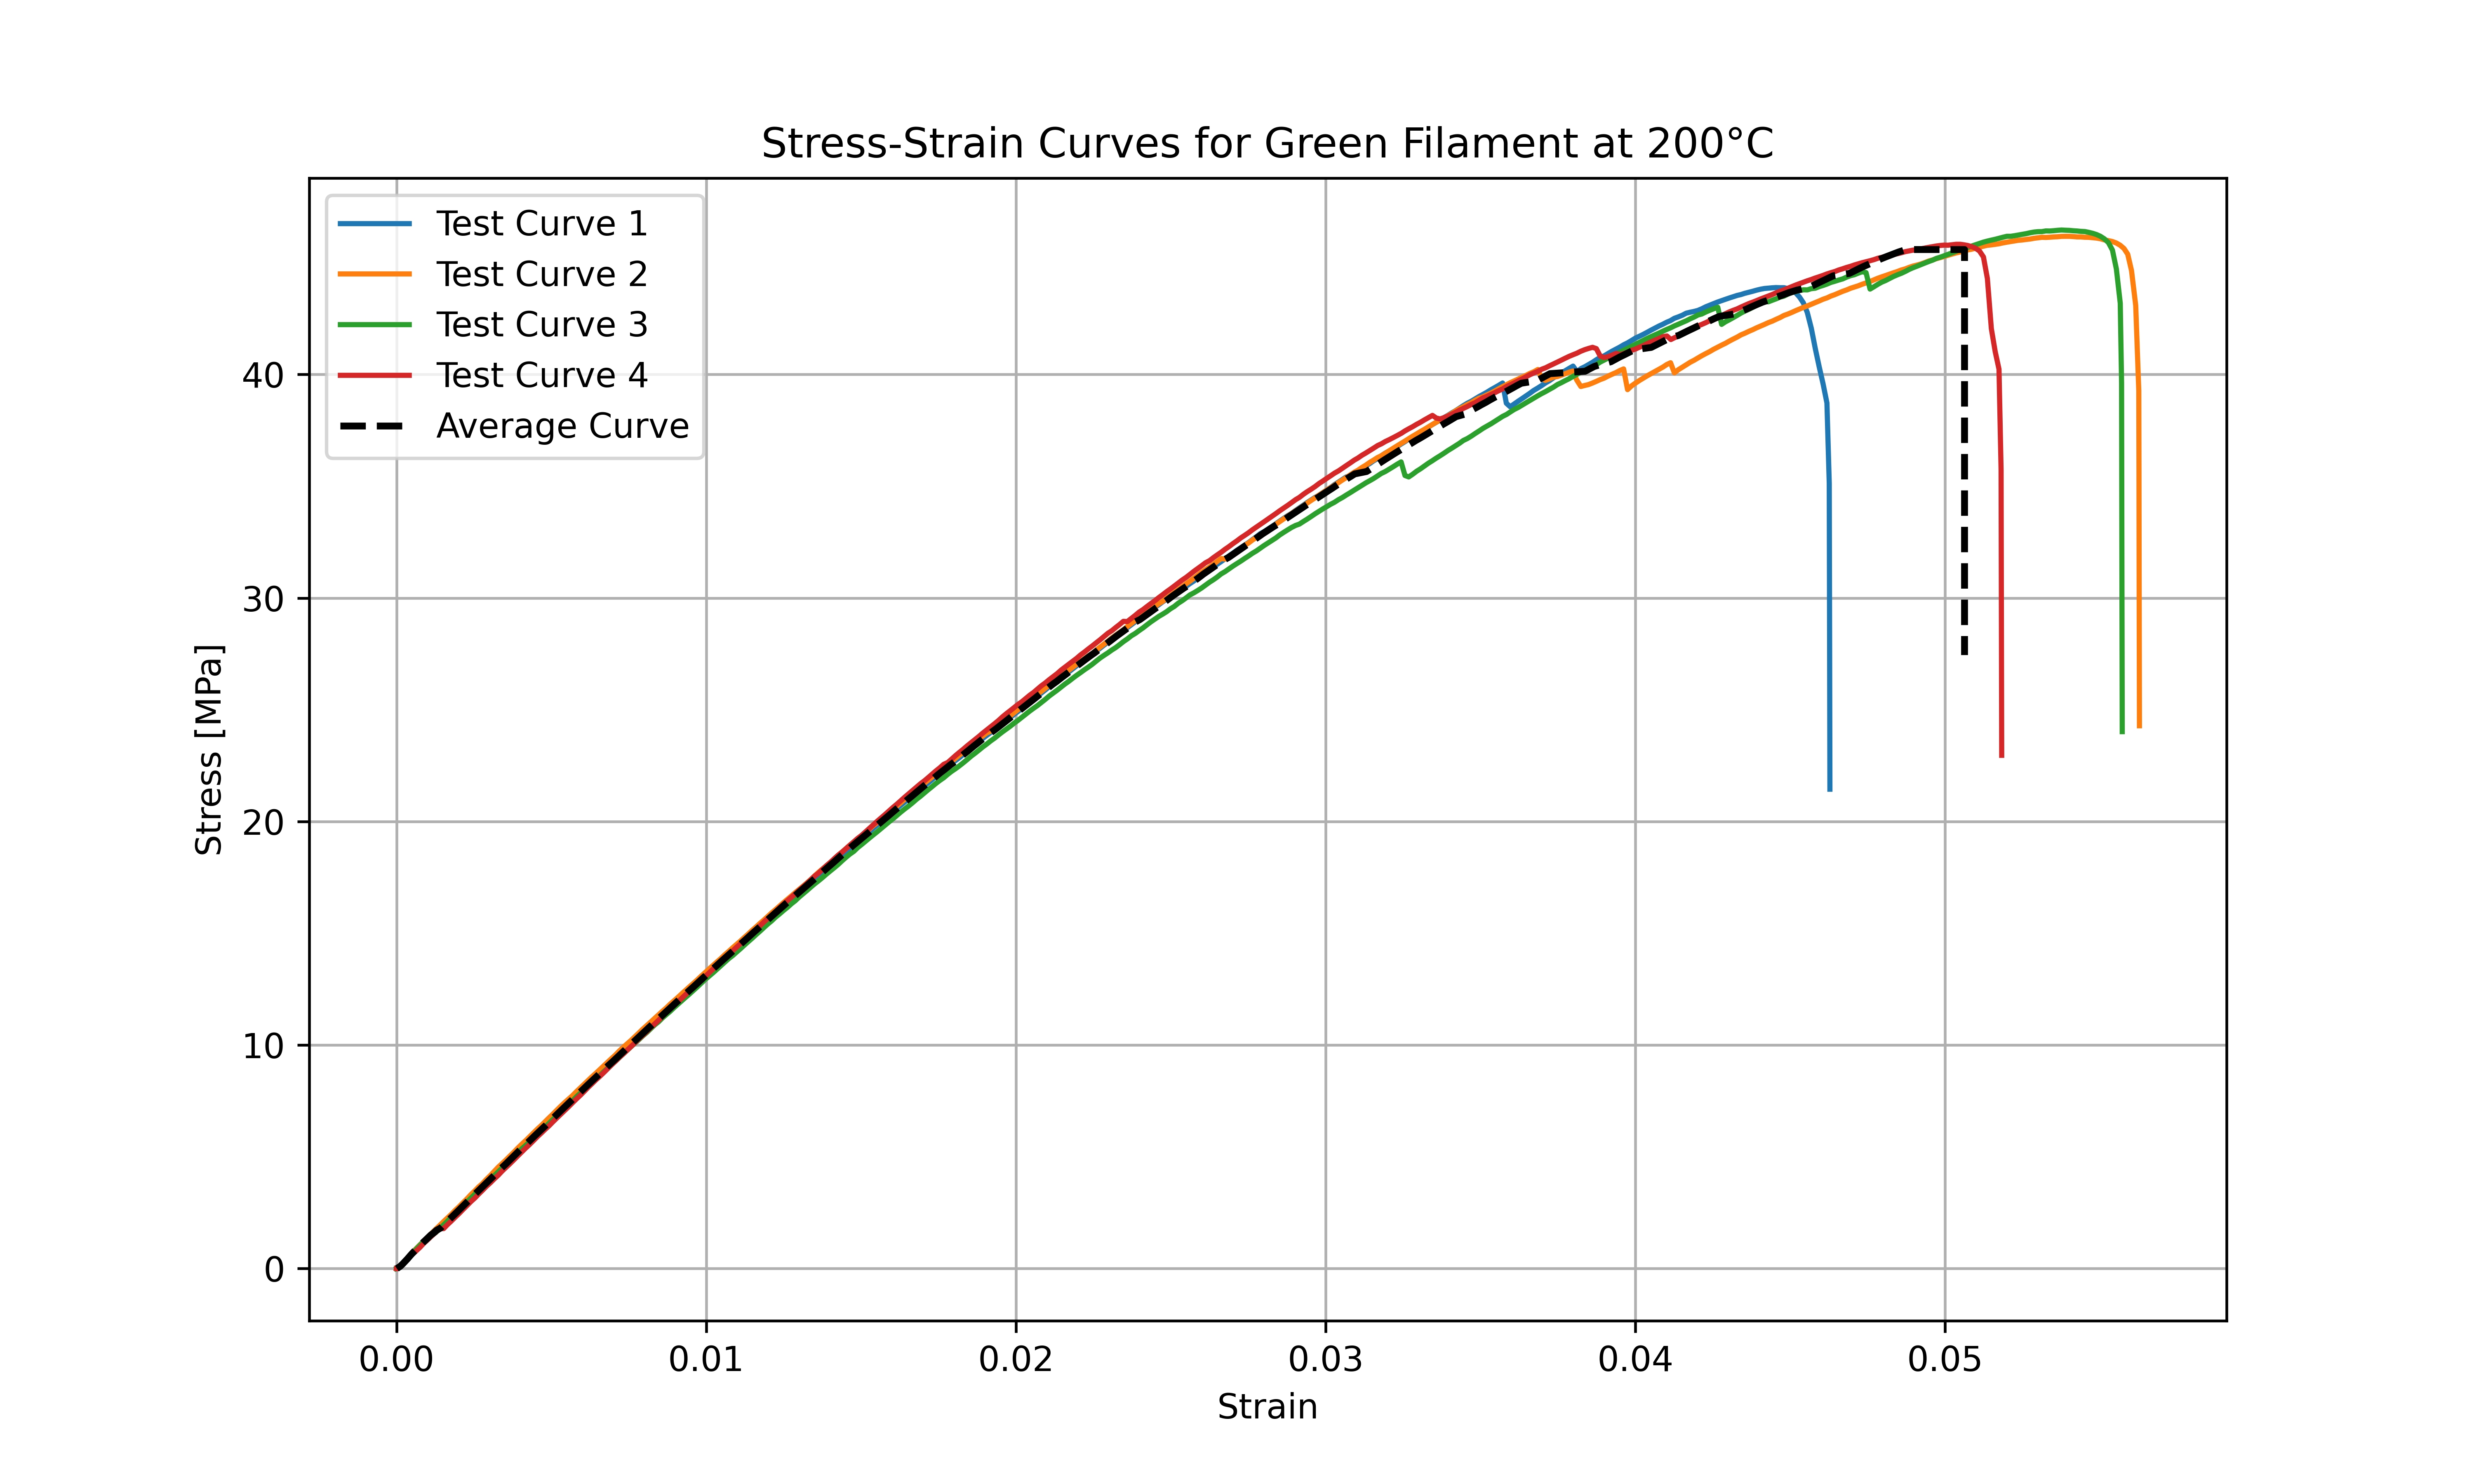 Stress-Strain Curves for Green Filament at 200°C
Test Curve 1
Test Curve 2
Test Curve 3
Test Curve 4
Average Curve
Stress [MPa]
40
30
20
10
0
0.00 0.01 0.02 0.03 0.04 0.05
Strain